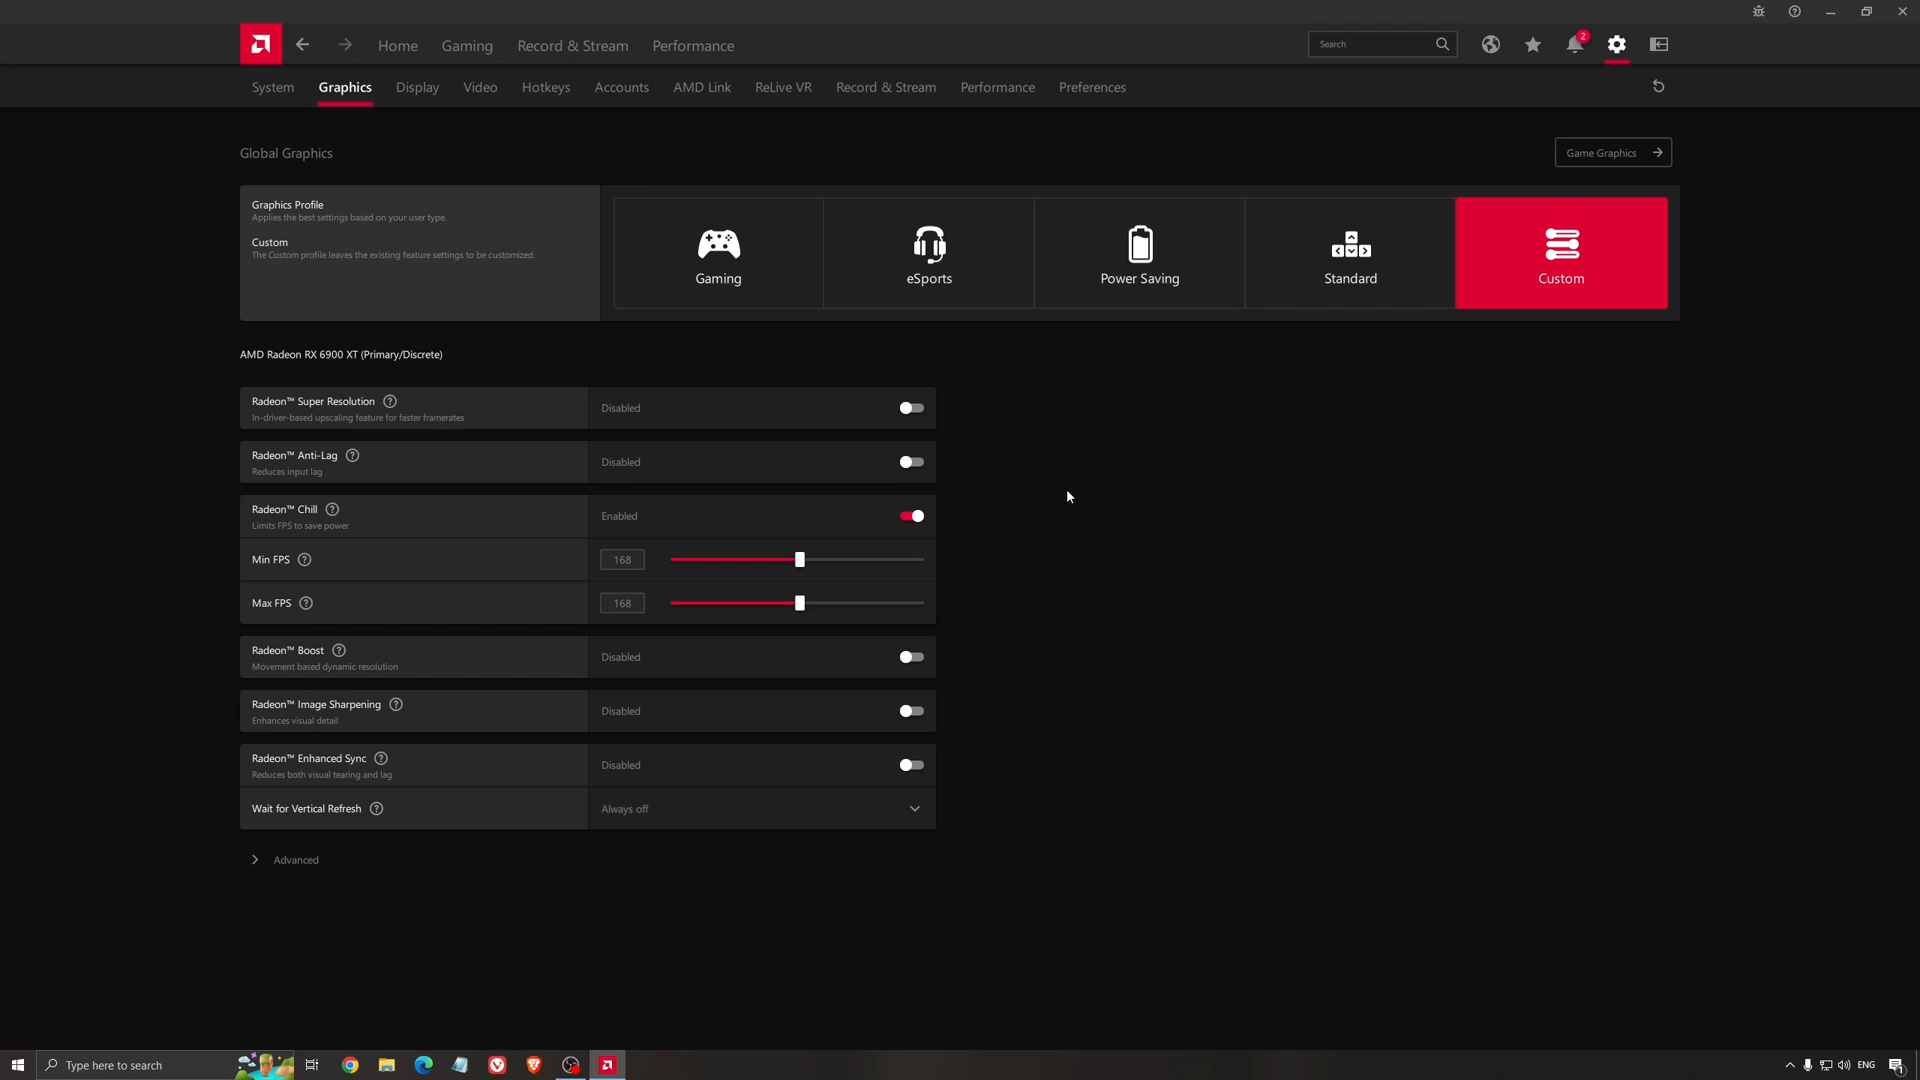 Home Gaming Record & Stream Performance Search 2
System Graphics Display Video Hotkeys Accounts AMD Link ReLive VR Record & Stream Performance Preferences
Global Graphics Game Graphics
Graphics Profile
Applies the best settings based on your user type.
Custom
The Custom profile leaves the existing feature settings to be customized.
Gaming eSports Power Saving Standard Custom
AMD Radeon RX 6900 XT (Primary/Discrete)
Radeon™ Super Resolution
In-driver-based upscaling feature for faster framerates
Disabled
Radeon™ Anti-Lag
Reduces input lag
Disabled
Radeon™ Chill
Limits FPS to save power
Enabled
Min FPS 168
Max FPS 168
Radeon™ Boost
Movement based dynamic resolution
Disabled
Radeon™ Image Sharpening
Enhances visual detail
Disabled
Radeon™ Enhanced Sync
Reduces both visual tearing and lag
Disabled
Wait for Vertical Refresh Always off
Advanced
Type here to search ENG 1